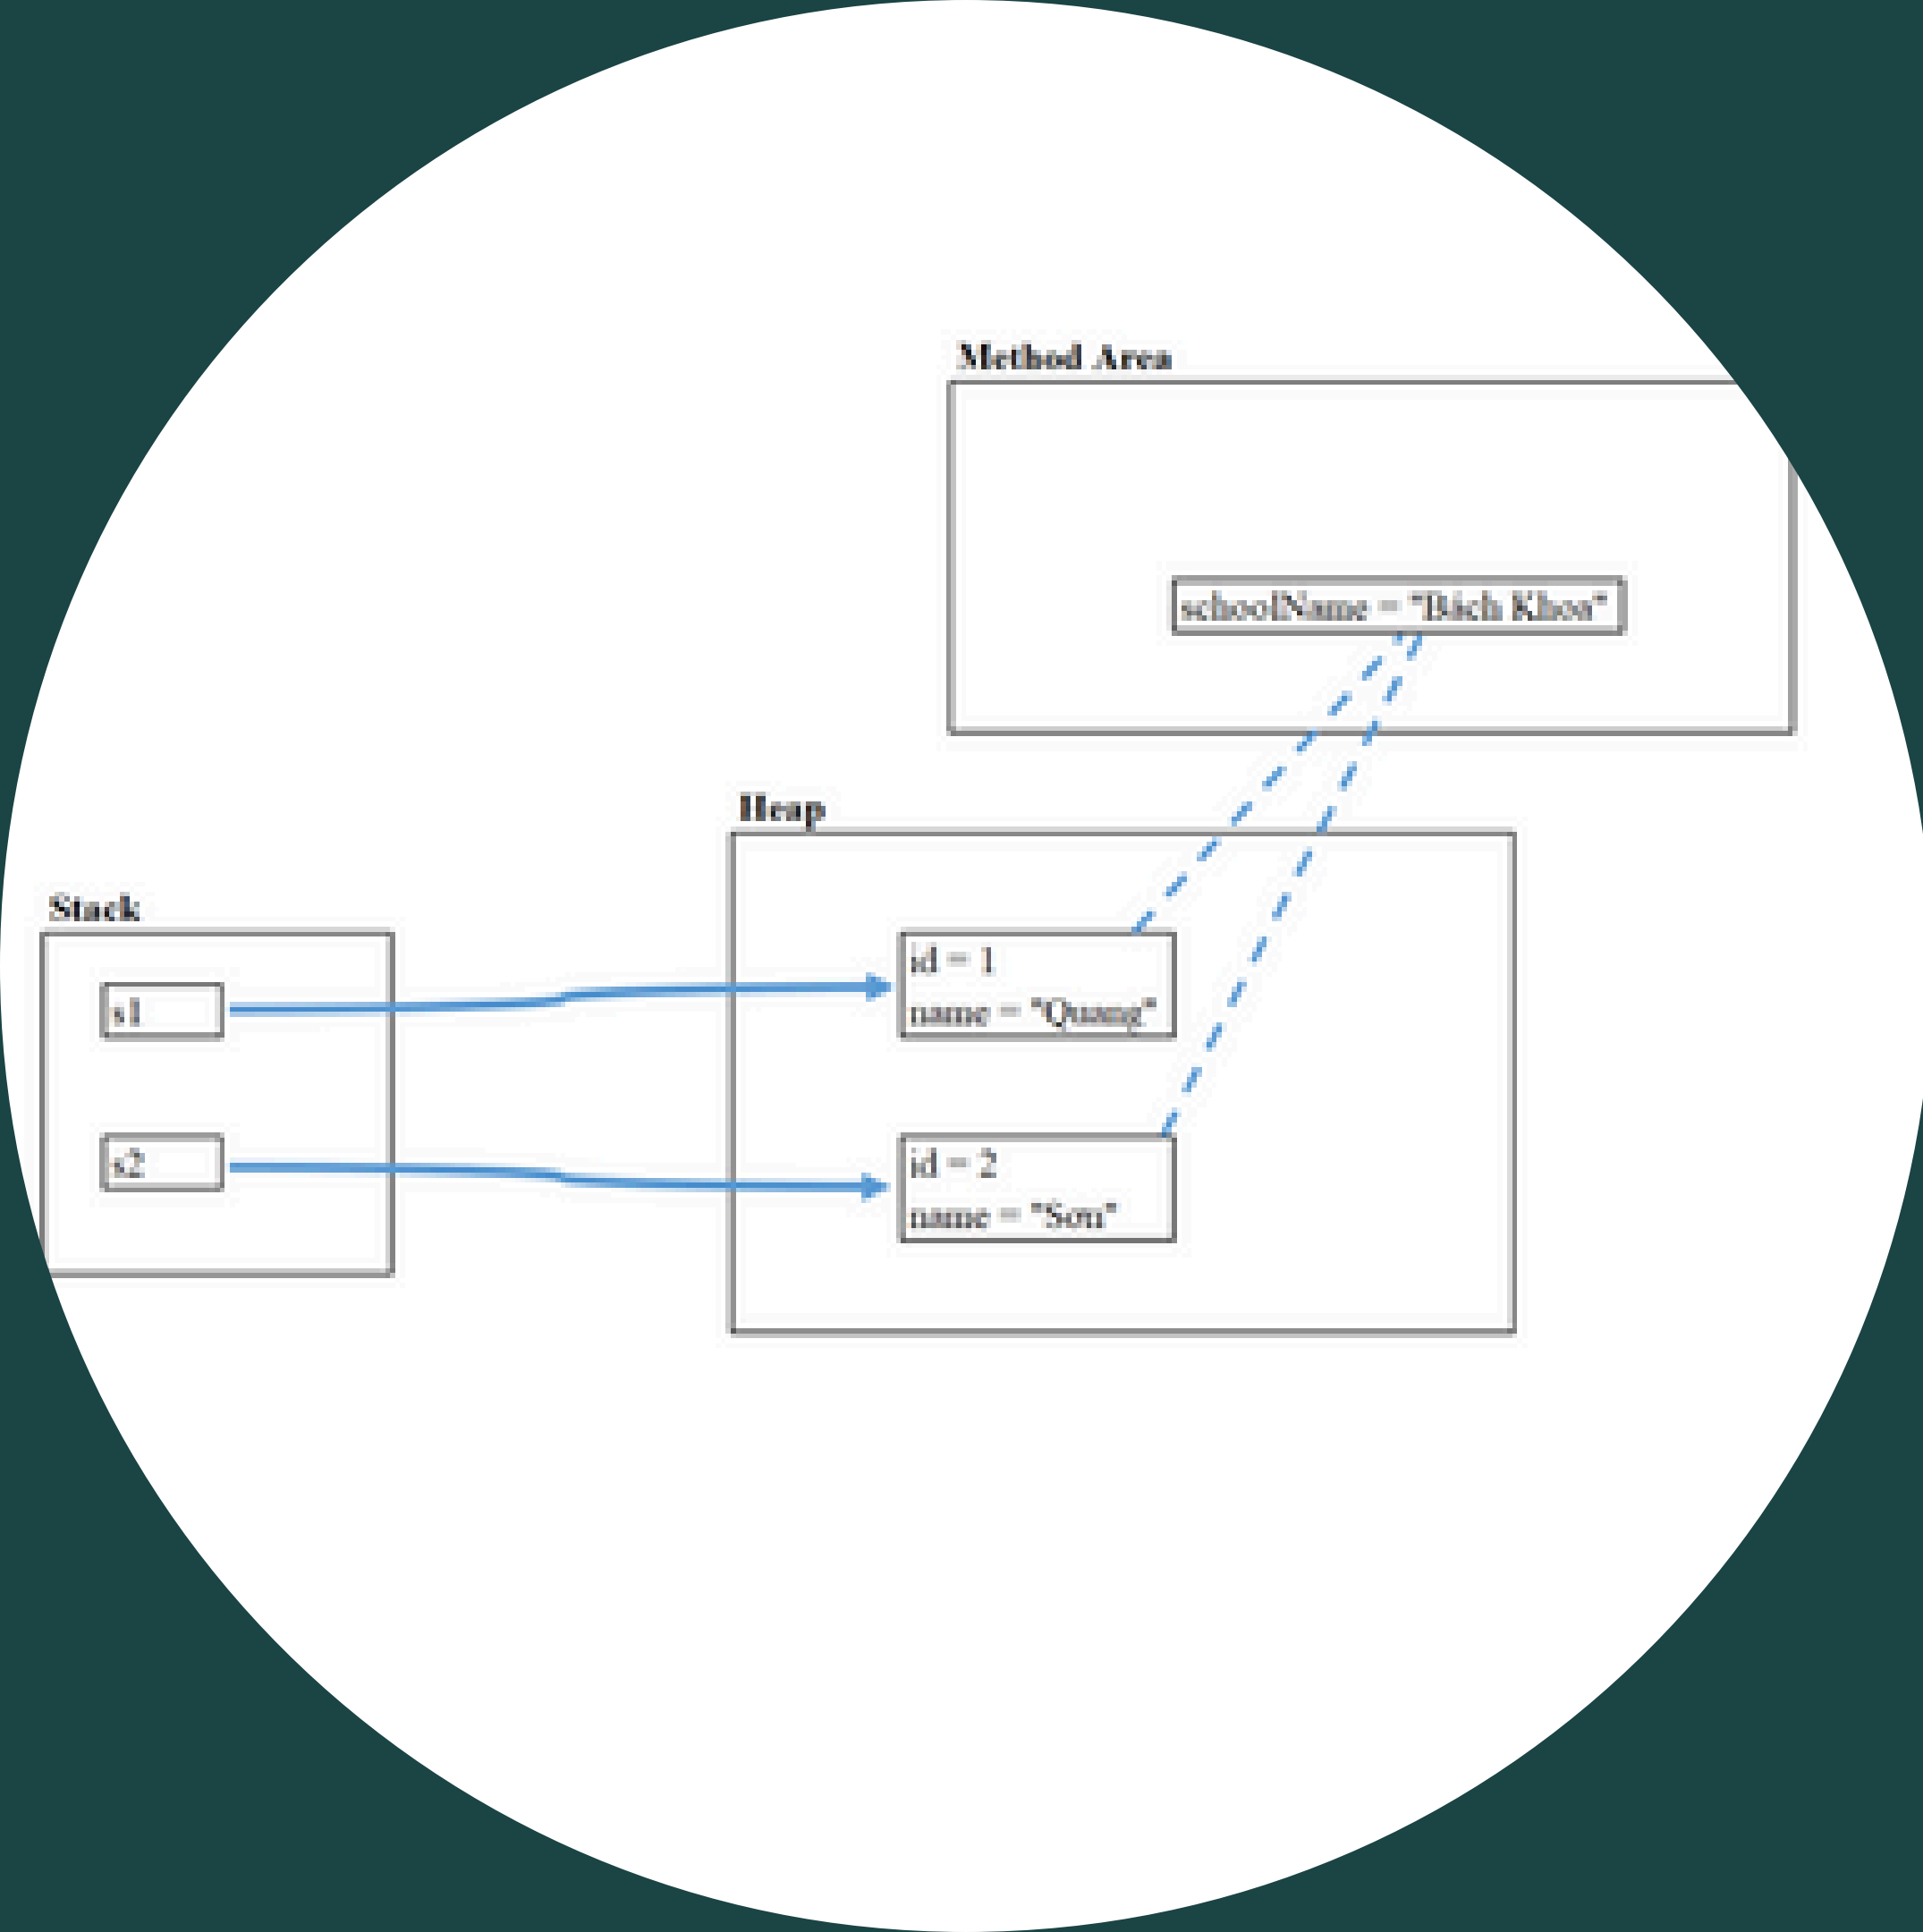 Method Area
schoolName = "Bách Khoa"
Heap
Stack
id = 1
name = "Quang"
s1
id = 2
name = "Sơn"
s2